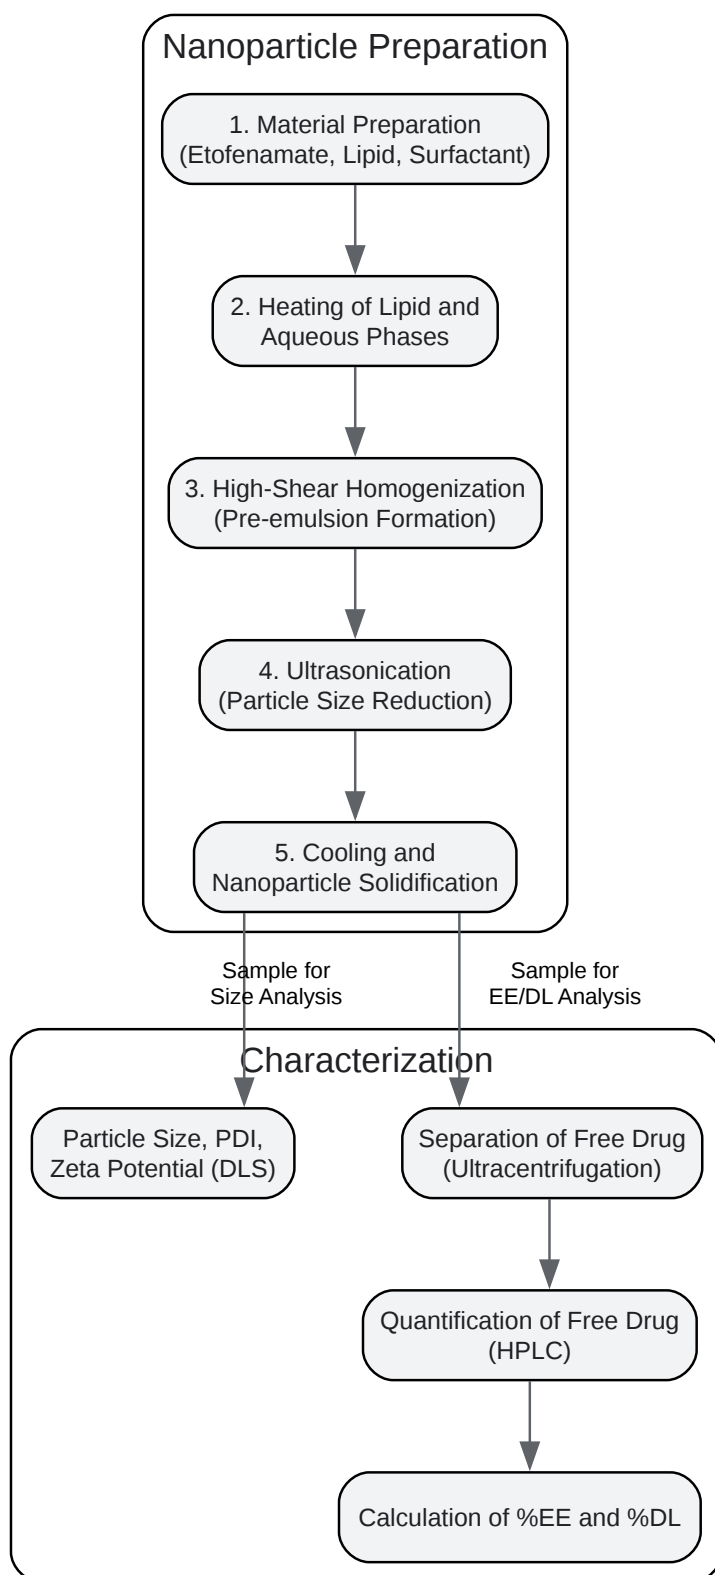 Nanoparticle Preparation
1. Material Preparation
(Etofenamate, Lipid, Surfactant)
2. Heating of Lipid and
Aqueous Phases
3. High-Shear Homogenization
(Pre-emulsion Formation)
4. Ultrasonication
(Particle Size Reduction)
5. Cooling and
Nanoparticle Solidification
Sample for
Size Analysis
Sample for
EE/DL Analysis
Characterization
Particle Size, PDI,
Zeta Potential (DLS)
Separation of Free Drug
(Ultracentrifugation)
Quantification of Free Drug
(HPLC)
Calculation of %EE and %DL